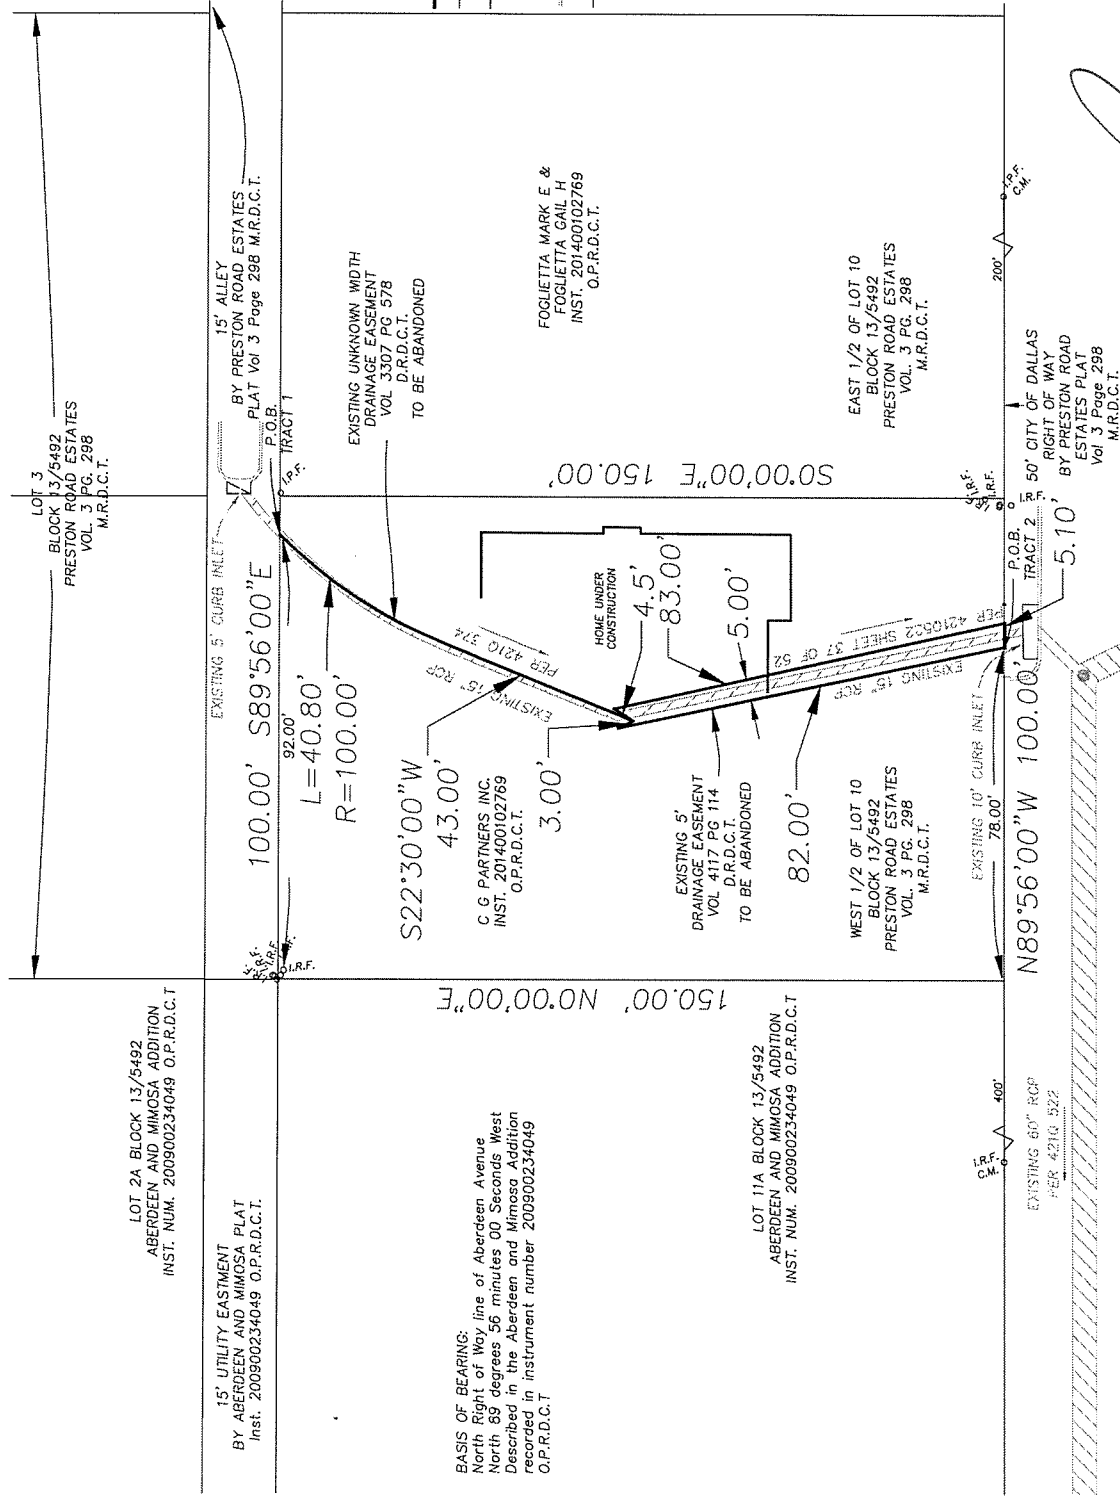 LOT 3
BLOCK 13/5492
PRESTON ROAD ESTATES
VOL. 3 PG. 298
M.R.D.C.T.
LOT 2A BLOCK 13/5492
ABERDEEN AND MIMOSA ADDITION
INST. NUM. 200900234049 O.P.R.D.C.T
15' UTILITY EASTMENT
BY ABERDEEN AND MIMOSA PLAT
Inst. 200900234049 O.P.R.D.C.T.
15' ALLEY
BY PRESTON ROAD ESTATES
PLAT Vol 3 Page 298 M.R.D.C.T.
EXISTING 5' CURB INLET
P.O.B.
TRACT 1
I.P.F.
100.00' S89°56'00"E
92.00'
I.R.F.
I.R.F.
I.R.F.
I.R.F.
L=40.80'
R=100.00'
EXISTING UNKNOWN WIDTH
DRAINAGE EASEMENT
VOL 3307 PG 578
D.R.D.C.T.
TO BE ABANDONED
S22°30'00"W
43.00'
PER 421Q 374
EXISTING 15" RCP
C G PARTNERS INC.
INST. 201400102769
O.P.R.D.C.T.
3.00'
N0°00'00"E 150.00'
S0°00'00"E 150.00'
FOGLIETTA MARK E &
FOGLIETTA GAIL H
INST. 201400102769
O.P.R.D.C.T.
HOME UNDER
CONSTRUCTION
4.5'
83.00'
5.00'
PER 421Q522 SHEET 37 OF 52
EXISTING 15" RCP
EXISTING 5'
DRAINAGE EASEMENT
VOL 4117 PG 114
D.R.D.C.T.
TO BE ABANDONED
82.00'
WEST 1/2 OF LOT 10
BLOCK 13/5492
PRESTON ROAD ESTATES
VOL. 3 PG. 298
M.R.D.C.T.
EAST 1/2 OF LOT 10
BLOCK 13/5492
PRESTON ROAD ESTATES
VOL. 3 PG. 298
M.R.D.C.T.
200'
I.P.F.
C.M.
I.R.F.
I.R.F.
I.R.F.
P.O.B.
TRACT 2
5.10'
50' CITY OF DALLAS
RIGHT OF WAY
BY PRESTON ROAD
ESTATES PLAT
Vol 3 Page 298
M.R.D.C.T.
EXISTING 10' CURB INLET
78.00'
N89°56'00"W 100.00'
BASIS OF BEARING:
North Right of Way line of Aberdeen Avenue
North 89 degrees 56 minutes 00 Seconds West
Described in the Aberdeen and Mimosa Addition
recorded in instrument number 200900234049
O.P.R.D.C.T
LOT 11A BLOCK 13/5492
ABERDEEN AND MIMOSA ADDITION
INST. NUM. 200900234049 O.P.R.D.C.T
400'
I.R.F.
C.M.
EXISTING 60" RCP
PER 421Q 522